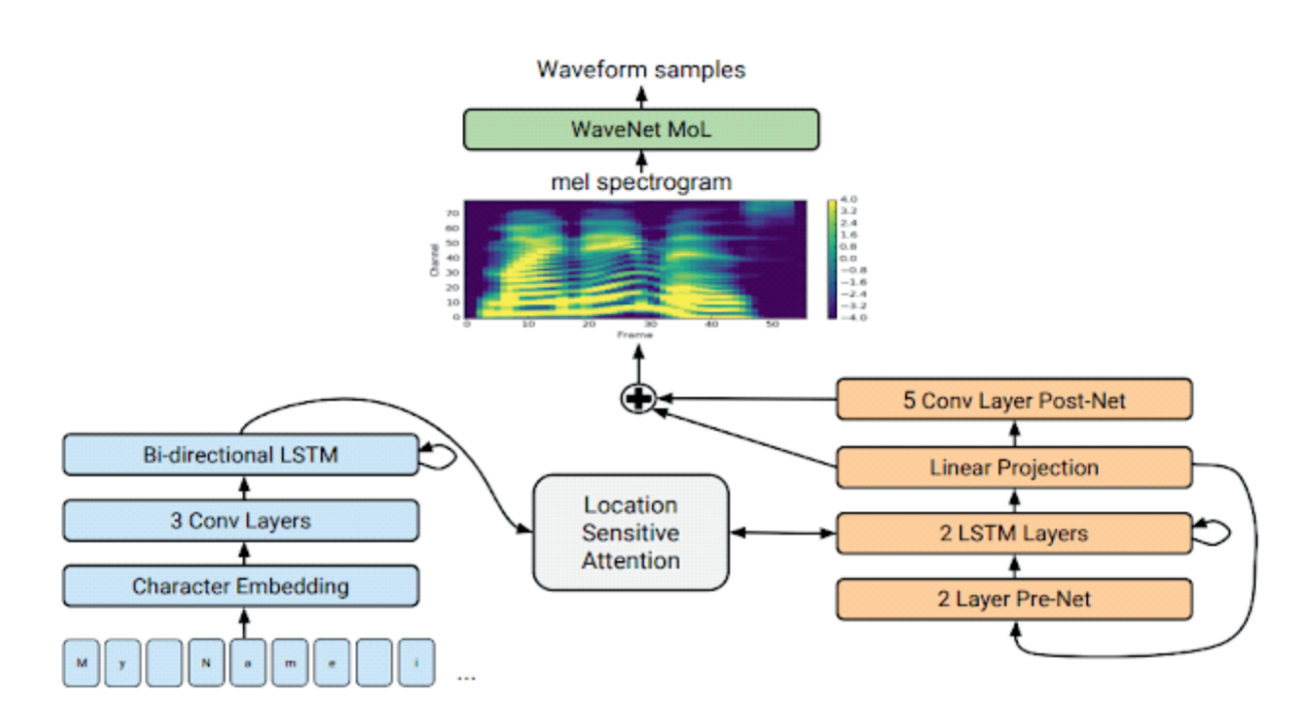 Waveform samples
WaveNet MoL
mel spectrogram
70
60
50
40
30
20
10
0
Channel
0 10 20 30 40 50
Frame
4.0
3.2
2.4
1.6
0.8
0.0
−0.8
−1.6
−2.4
−3.2
−4.0
Bi-directional LSTM
3 Conv Layers
Character Embedding
M y N a m e i ...
Location
Sensitive
Attention
5 Conv Layer Post-Net
Linear Projection
2 LSTM Layers
2 Layer Pre-Net